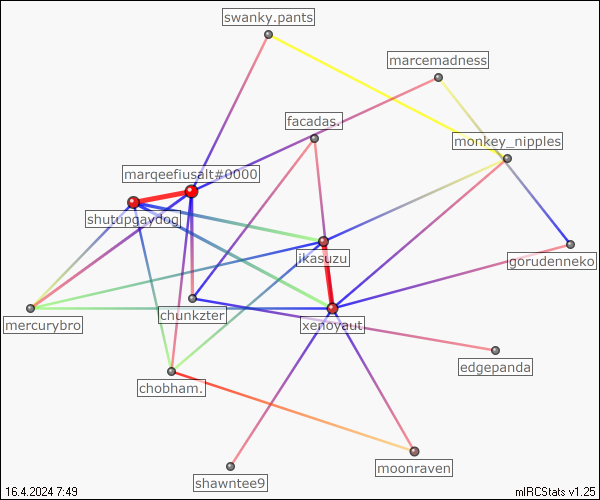 swanky.pants
marcemadness
facadas.
monkey_nipples
marqeefiusalt#0000
shutupgaydog
ikasuzu
gorudenneko
mercurybro
chunkzter
xenoyaut
edgepanda
chobham.
moonraven
shawntee9
16.4.2024 7:49
mIRCStats v1.25